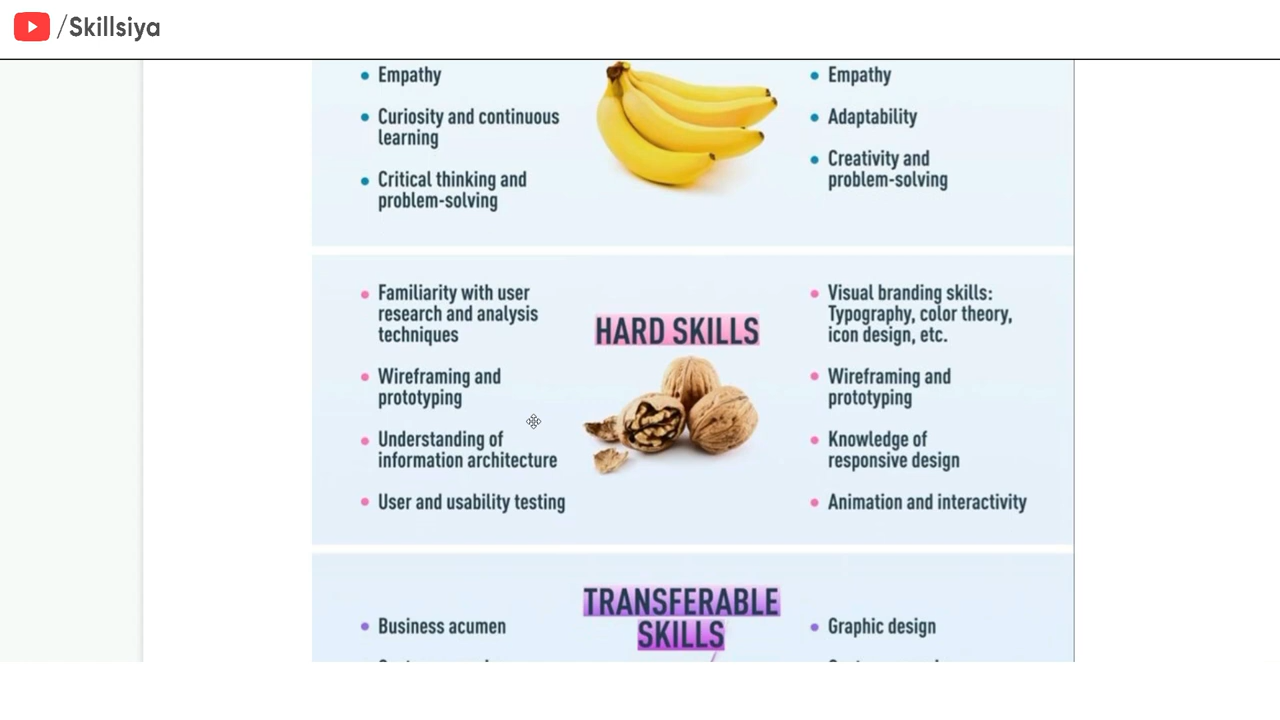 /Skillsiya
Empathy
Curiosity and continuous
learning
Critical thinking and
problem-solving
Empathy
Adaptability
Creativity and
problem-solving
Familiarity with user
research and analysis
techniques
Wireframing and
prototyping
Understanding of
information architecture
User and usability testing
HARD SKILLS
Visual branding skills:
Typography, color theory,
icon design, etc.
Wireframing and
prototyping
Knowledge of
responsive design
Animation and interactivity
TRANSFERABLE
SKILLS
Business acumen
Graphic design